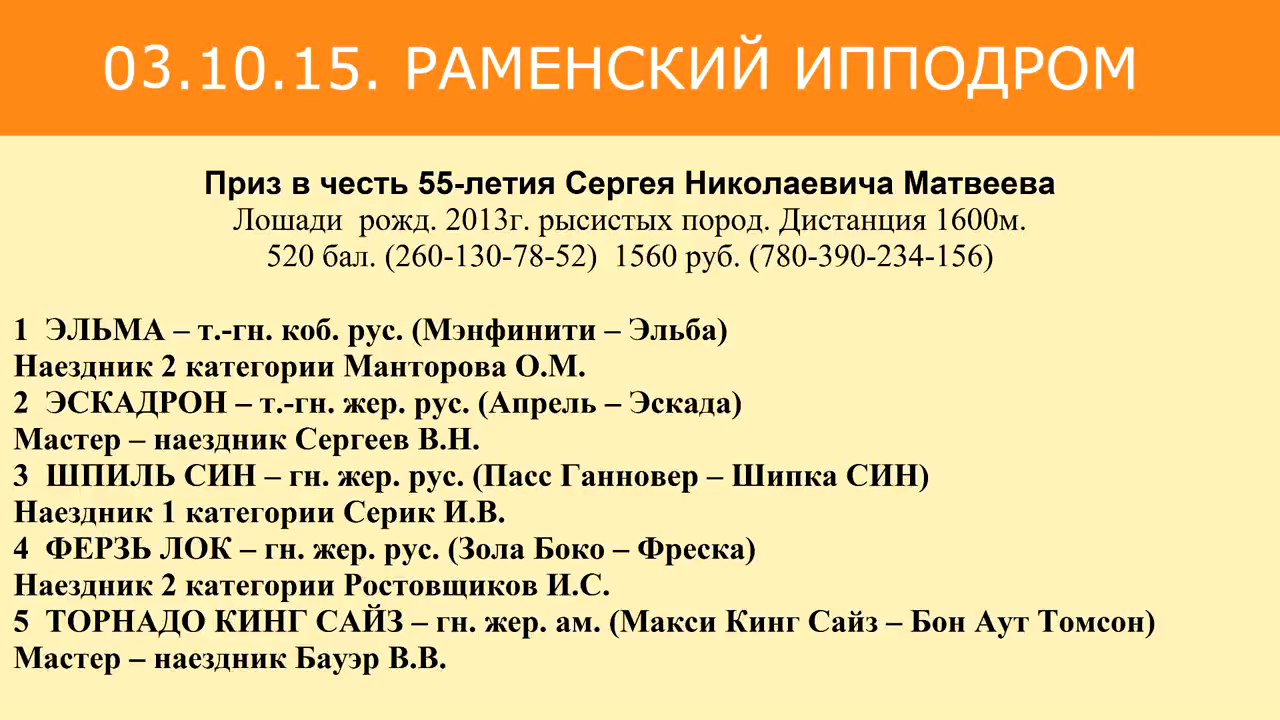 03.10.15. РАМЕНСКИЙ ИППОДРОМ
Приз в честь 55-летия Сергея Николаевича Матвеева
Лошади рожд. 2013г. рысистых пород. Дистанция 1600м.
520 бал. (260-130-78-52) 1560 руб. (780-390-234-156)
1 ЭЛЬМА – т.-гн. коб. рус. (Мэнфинити – Эльба)
Наездник 2 категории Манторова О.М.
2 ЭСКАДРОН – т.-гн. жер. рус. (Апрель – Эскада)
Мастер – наездник Сергеев В.Н.
3 ШПИЛЬ СИН – гн. жер. рус. (Пасс Ганновер – Шипка СИН)
Наездник 1 категории Серик И.В.
4 ФЕРЗЬ ЛОК – гн. жер. рус. (Зола Боко – Фреска)
Наездник 2 категории Ростовщиков И.С.
5 ТОРНАДО КИНГ САЙЗ – гн. жер. ам. (Макси Кинг Сайз – Бон Аут Томсон)
Мастер – наездник Бауэр В.В.